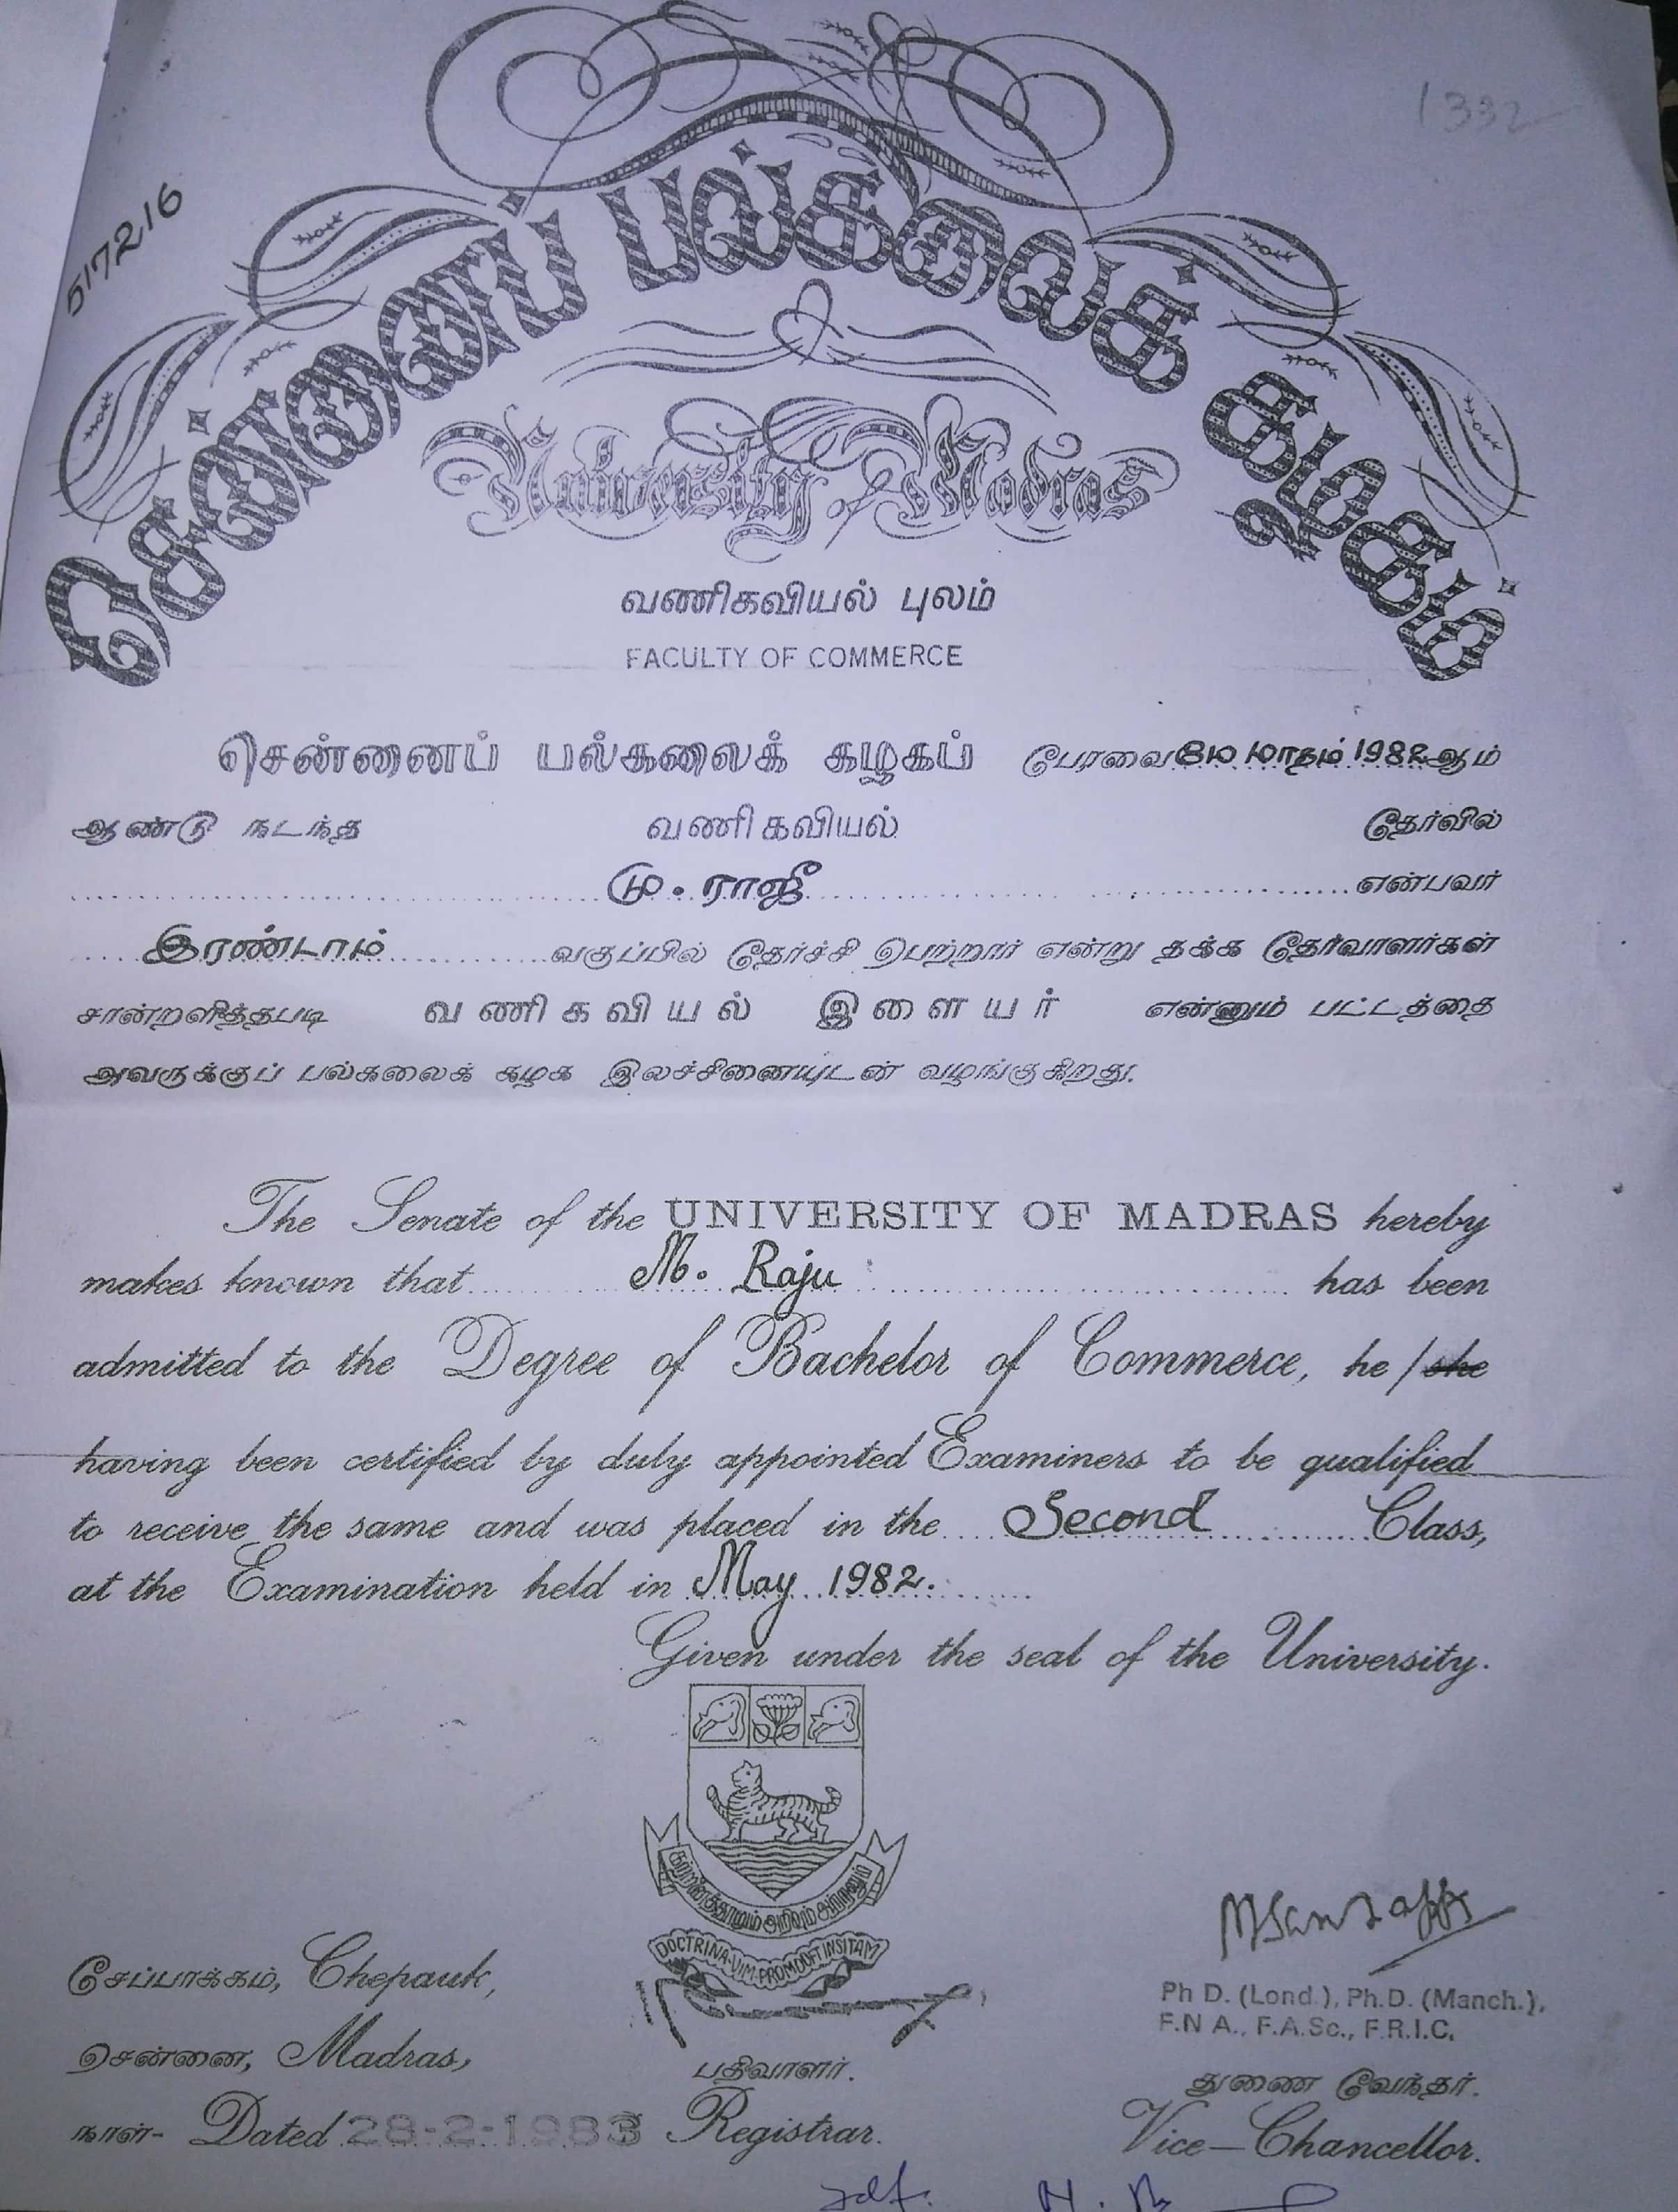 1332
517216
சென்னைப் பல்கலைக் கழகம்
University of Madras
வணிகவியல் புலம்
FACULTY OF COMMERCE
சென்னைப் பல்கலைக் கழகப் பேரவை மே மாதம் 1982 ஆம்
ஆண்டு நடந்த வணிகவியல் தேர்வில்
மு. ராஜீ என்பவர்
இரண்டாம் வகுப்பில் தேர்ச்சி பெற்றார் என்று தக்க தேர்வாளர்கள்
சான்றளித்தபடி வணிகவியல் இளையர் என்னும் பட்டத்தை
அவருக்குப் பல்கலைக் கழக இலச்சினையுடன் வழங்குகிறது.
The Senate of the UNIVERSITY OF MADRAS hereby
makes known that M. Raju has been
admitted to the Degree of Bachelor of Commerce, he / she
having been certified by duly appointed Examiners to be qualified
to receive the same and was placed in the Second Class,
at the Examination held in May 1982.
Given under the seal of the University.
DOCTRINA VIM PROMOVET INSITAM
Ph D. (Lond.), Ph.D. (Manch.),
F.N A., F.A.Sc., F.R.I.C.
சேப்பாக்கம், Chepauk,
சென்னை, Madras,
நாள்- Dated 28-2-1983
பதிவாளர்.
Registrar.
துணை வேந்தர்.
Vice-Chancellor.